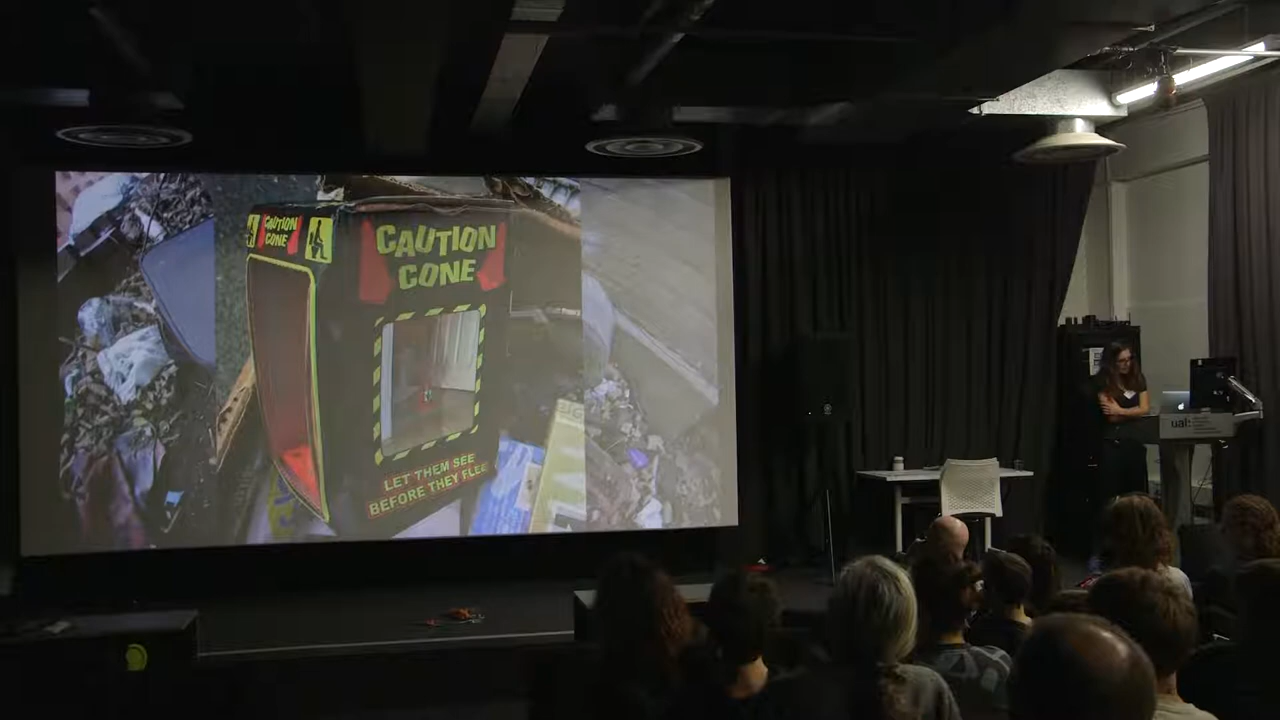 CAUTION
CONE
CAUTION
CONE
LET THEM SEE
BEFORE THEY FLEE
ual: